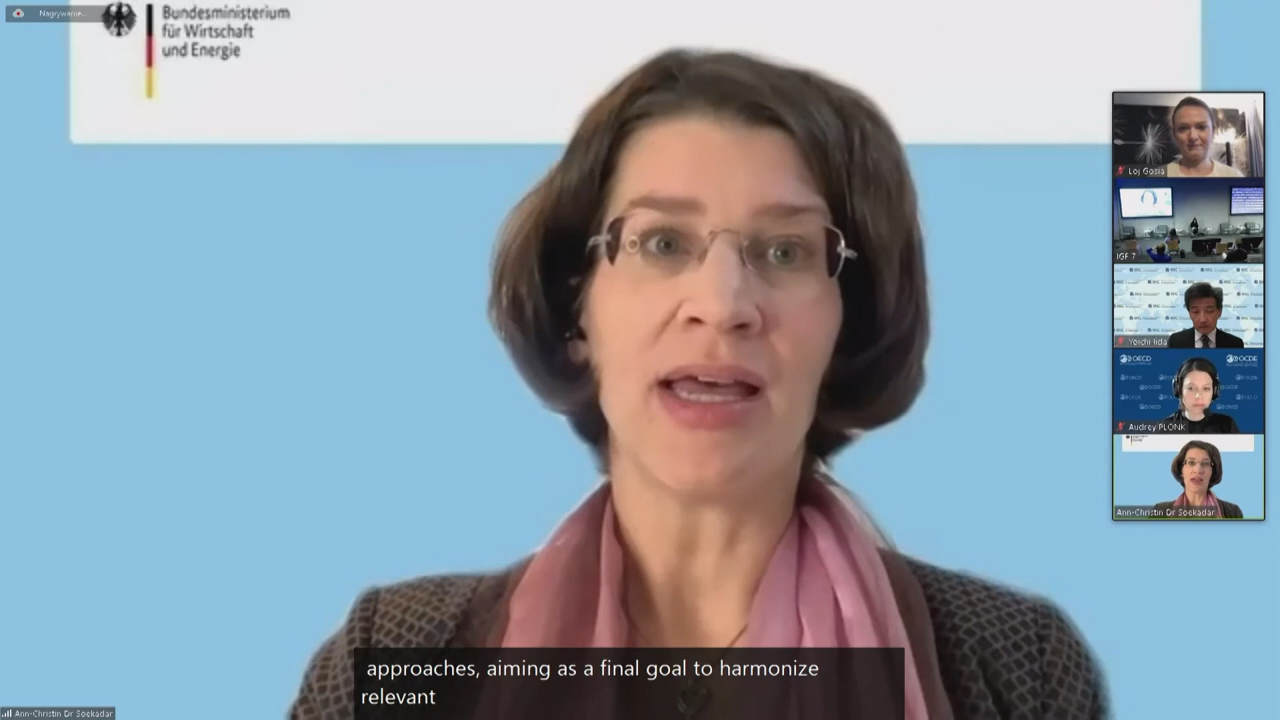 Nagrywanie...
Bundesministerium
für Wirtschaft
und Energie
Loj Gosia
IGF 7
Yoichi Iida
OECD
OCDE
Audrey PLONK
Ann-Christin Dr Soekadar
approaches, aiming as a final goal to harmonize
relevant
Ann-Christin Dr Soekadar